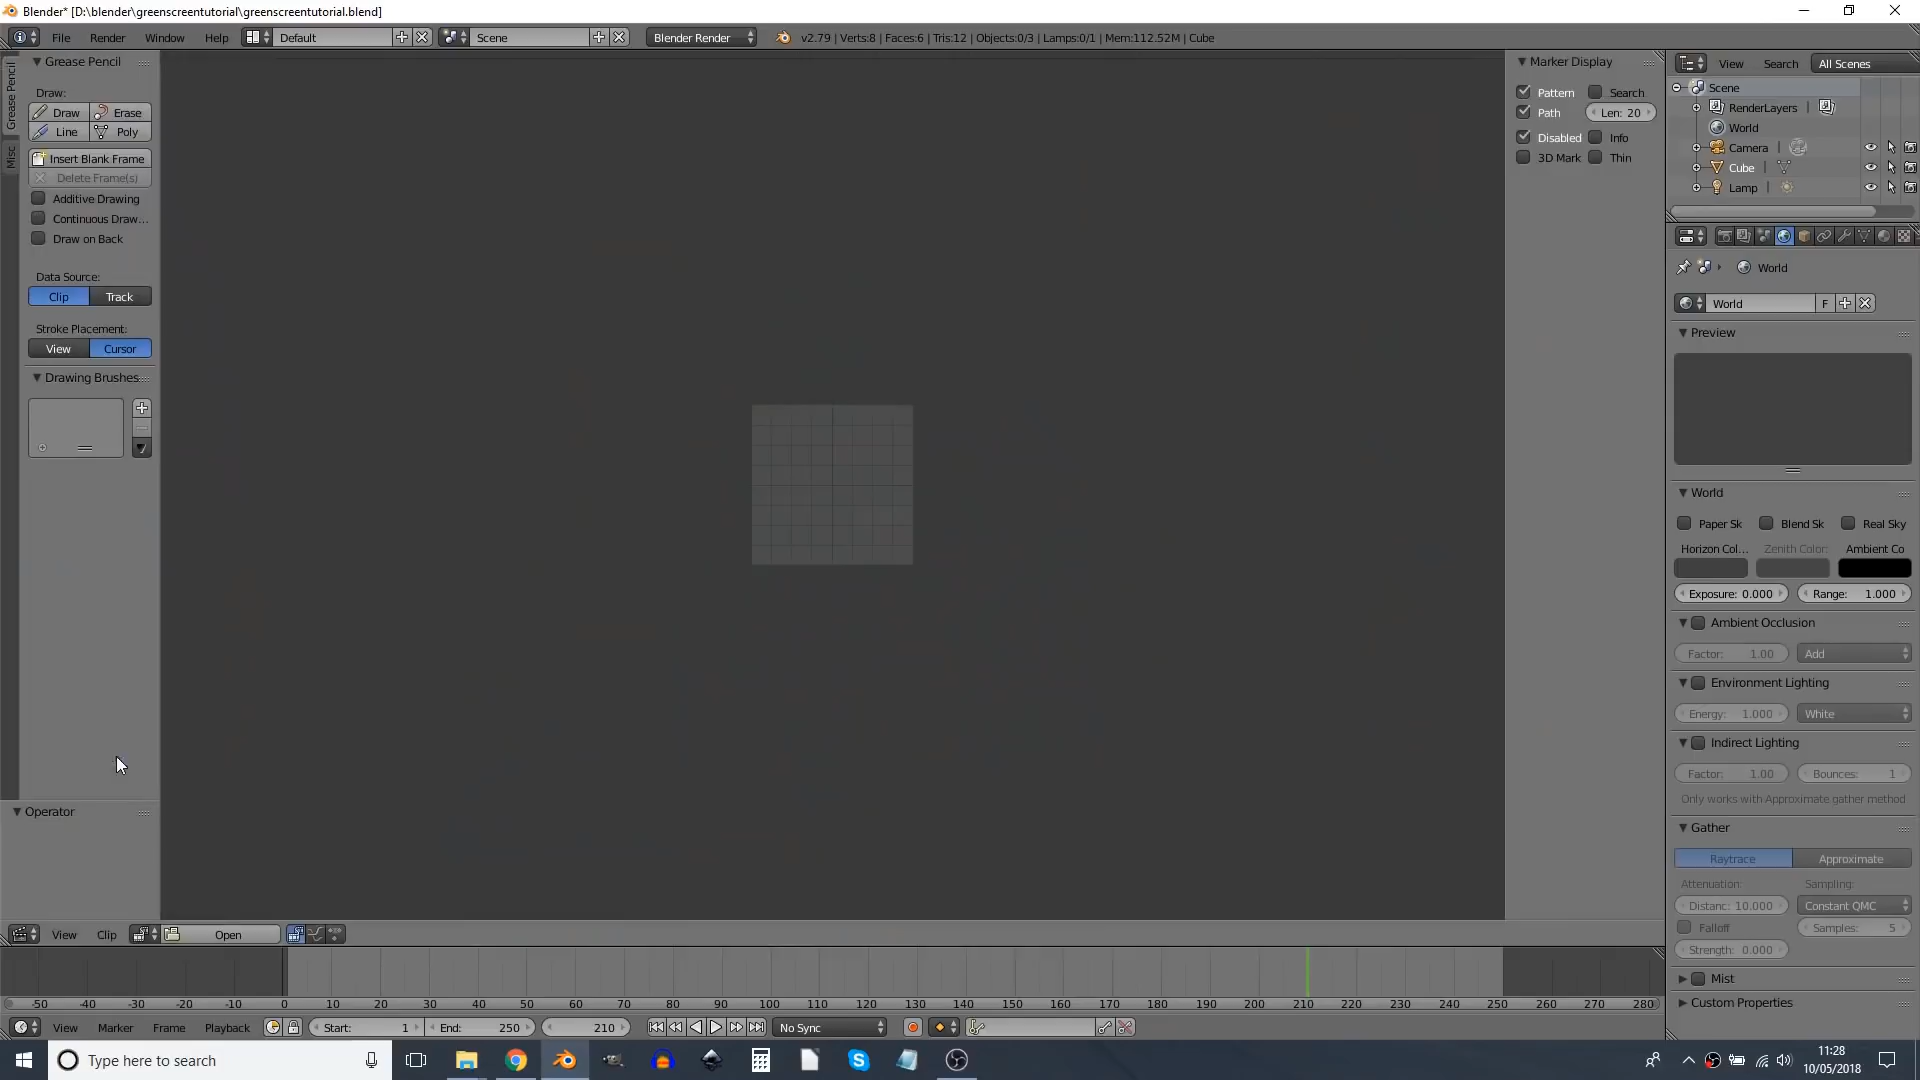 Blender* [D:\blender\greenscreentutorial\greenscreentutorial.blend]
File Render Window Help Default Scene Blender Render v2.79 | Verts:8 | Faces:6 | Tris:12 | Objects:0/3 | Lamps:0/1 | Mem:112.52M | Cube
Grease Pencil
Grease Pencil
Misc
Draw:
Draw Erase
Line Poly
Insert Blank Frame
Delete Frame(s)
Additive Drawing
Continuous Draw...
Draw on Back
Data Source:
Clip Track
Stroke Placement:
View Cursor
Drawing Brushes
Operator
Marker Display
Pattern Search
Path Len: 20
Disabled Info
3D Mark Thin
View Search All Scenes
Scene
RenderLayers |
World
Camera |
Cube |
Lamp |
World
World F
Preview
World
Paper Sk Blend Sk Real Sky
Horizon Col... Zenith Color: Ambient Co
Exposure: 0.000 Range: 1.000
Ambient Occlusion
Factor: 1.00 Add
Environment Lighting
Energy: 1.000 White
Indirect Lighting
Factor: 1.00 Bounces: 1
Only works with Approximate gather method
Gather
Raytrace Approximate
Attenuation: Sampling:
Distanc: 10.000 Constant QMC
Falloff Samples: 5
Strength: 0.000
Mist
Custom Properties
View Clip Open
-50 -40 -30 -20 -10 0 10 20 30 40 50 60 70 80 90 100 110 120 130 140 150 160 170 180 190 200 210 220 230 240 250 260 270 280
View Marker Frame Playback Start: 1 End: 250 210 No Sync
Type here to search
11:28
10/05/2018